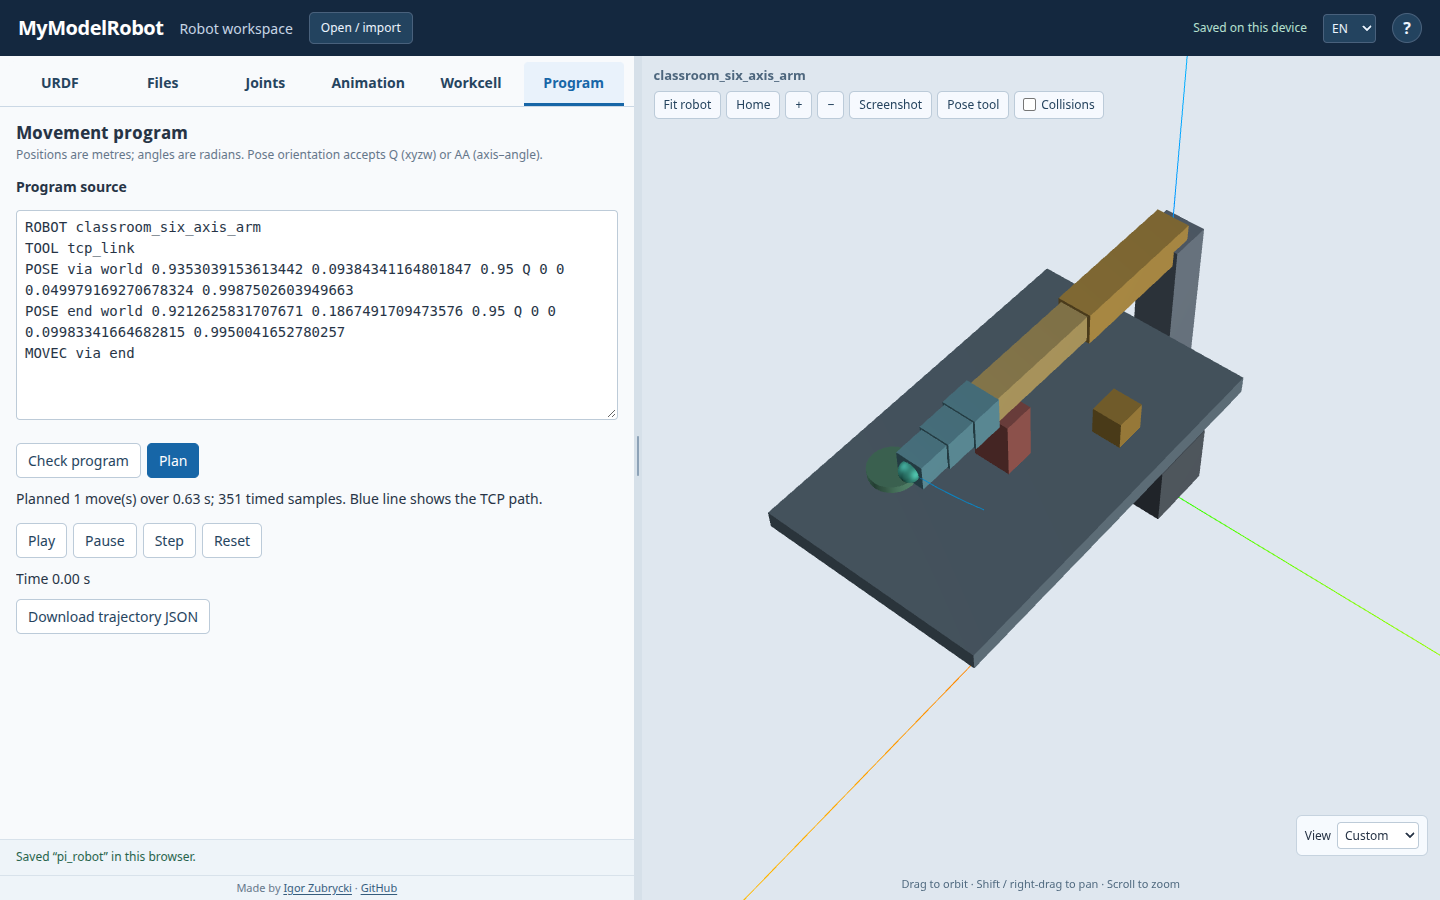 MyModelRobot
Robot workspace
Open / import
Saved on this device
EN
?
URDF
Files
Joints
Animation
Workcell
Program
Movement program
Positions are metres; angles are radians. Pose orientation accepts Q (xyzw) or AA (axis–angle).
Program source
ROBOT classroom_six_axis_arm
TOOL tcp_link
POSE via world 0.9353039153613442 0.09384341164801847 0.95 Q 0 0
0.049979169270678324 0.9987502603949663
POSE end world 0.9212625831707671 0.1867491709473576 0.95 Q 0 0
0.09983341664682815 0.9950041652780257
MOVEC via end
Check program
Plan
Planned 1 move(s) over 0.63 s; 351 timed samples. Blue line shows the TCP path.
Play
Pause
Step
Reset
Time 0.00 s
Download trajectory JSON
Saved “pi_robot” in this browser.
Made by Igor Zubrycki · GitHub
classroom_six_axis_arm
Fit robot
Home
+
−
Screenshot
Pose tool
Collisions
View
Custom
Drag to orbit · Shift / right-drag to pan · Scroll to zoom